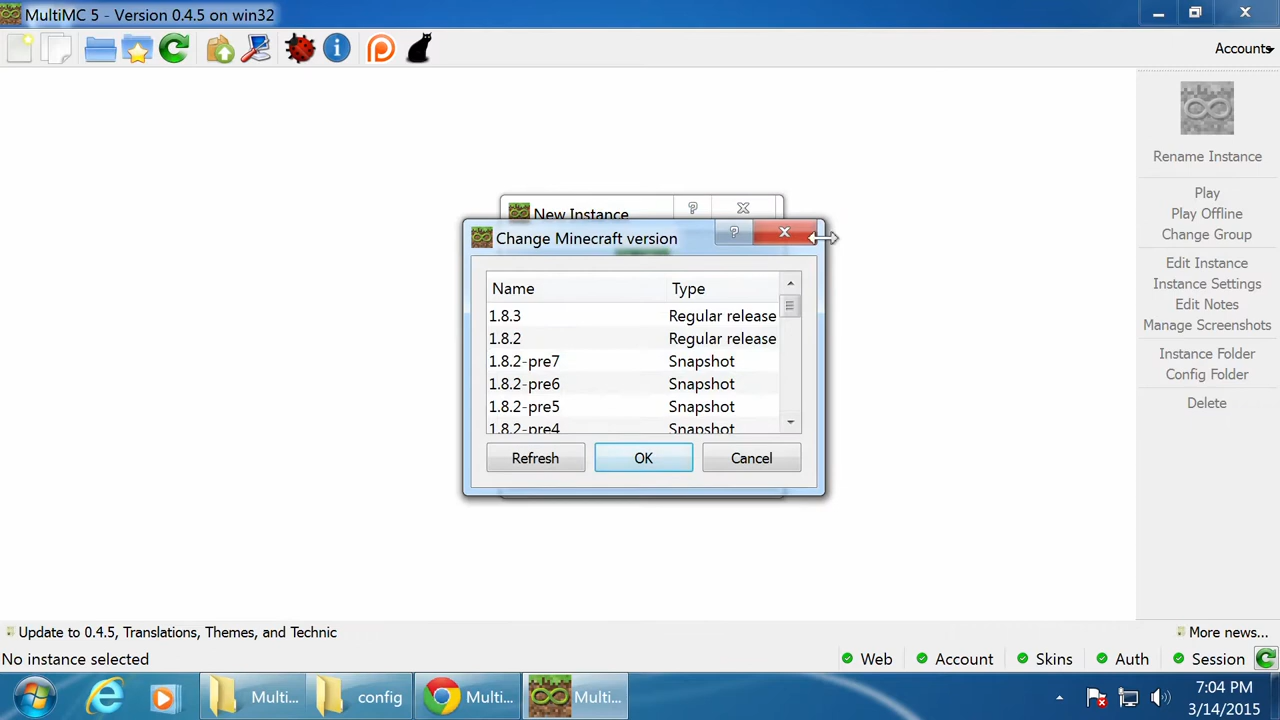 MultiMC 5 - Version 0.4.5 on win32
Accounts
Rename Instance
Play
Play Offline
Change Group
Edit Instance
Instance Settings
Edit Notes
Manage Screenshots
Instance Folder
Config Folder
Delete
New Instance
Change Minecraft version
Name Type
1.8.3 Regular release
1.8.2 Regular release
1.8.2-pre7 Snapshot
1.8.2-pre6 Snapshot
1.8.2-pre5 Snapshot
1.8.2-pre4 Snapshot
Refresh OK Cancel
Update to 0.4.5, Translations, Themes, and Technic More news...
No instance selected Web Account Skins Auth Session
Multi... config Multi... Multi... 7:04 PM
3/14/2015